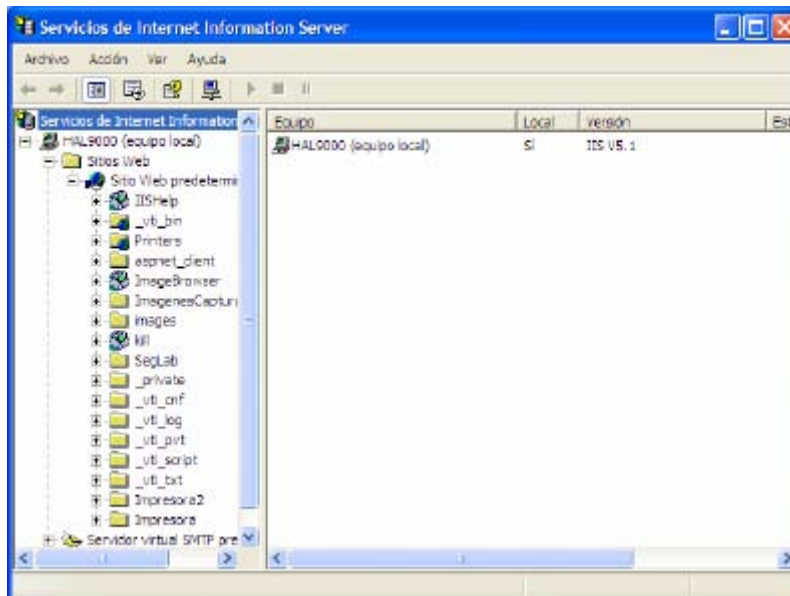 Servicios de Internet Information Server
Archivo Acción Ver Ayuda
Servicios de Internet Information
HAL9000 (equipo local)
Sitios Web
Sitio Web predetermi
IISHelp
_vti_bin
Printers
aspnet_client
ImageBrowser
ImagenesCaptur
images
kill
SegLab
_private
_vti_cnf
_vti_log
_vti_pvt
_vti_script
_vti_txt
Impresora2
Impresora
Servidor virtual SMTP pre
Equipo Local Versión Est
HAL9000 (equipo local) Sí IIS V5.1